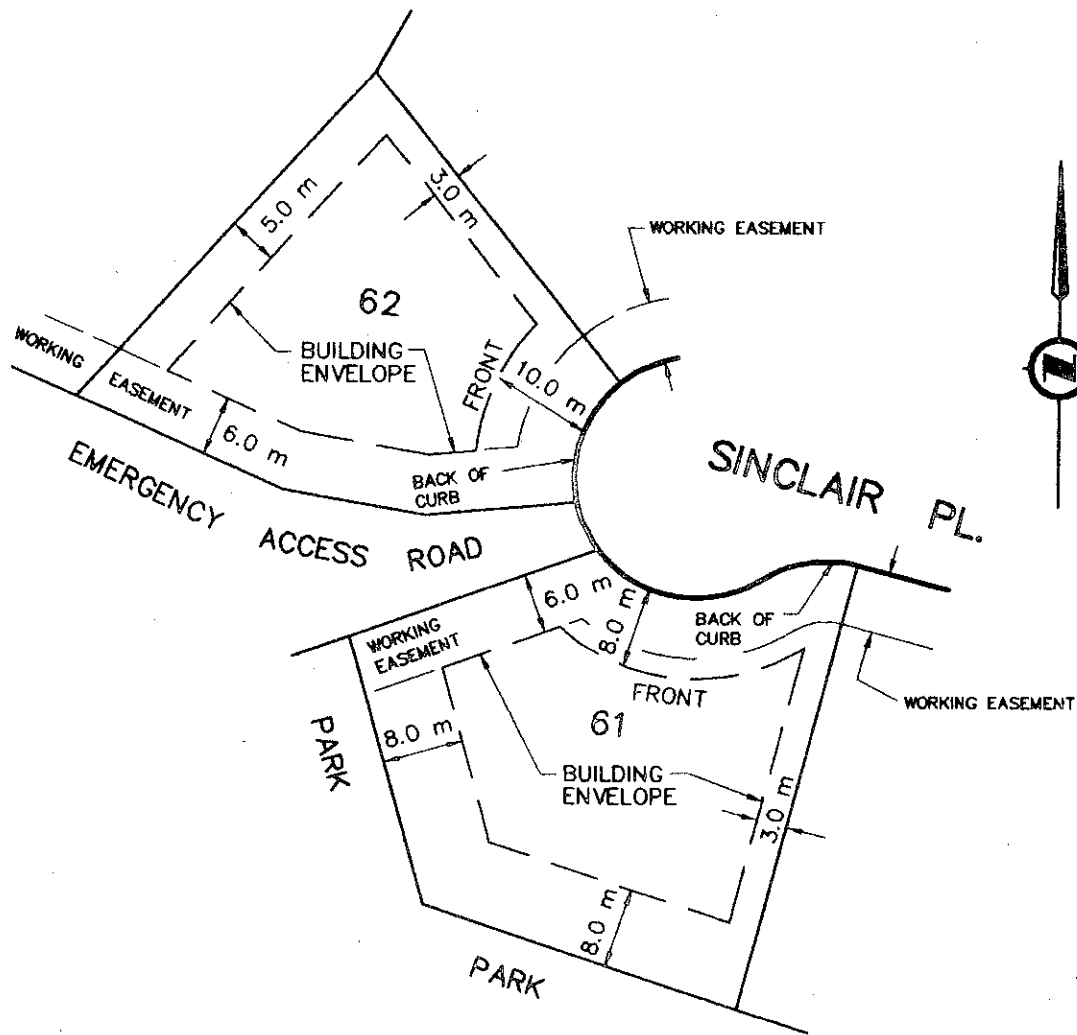 3.0 m
5.0 m
WORKING EASEMENT
62
BUILDING
ENVELOPE
FRONT
10.0 m
WORKING
EASEMENT
6.0 m
BACK OF
CURB
SINCLAIR PL.
EMERGENCY ACCESS ROAD
6.0 m
8.0 m
BACK OF
CURB
WORKING
EASEMENT
FRONT
WORKING EASEMENT
61
8.0 m
PARK
BUILDING
ENVELOPE
3.0 m
8.0 m
PARK